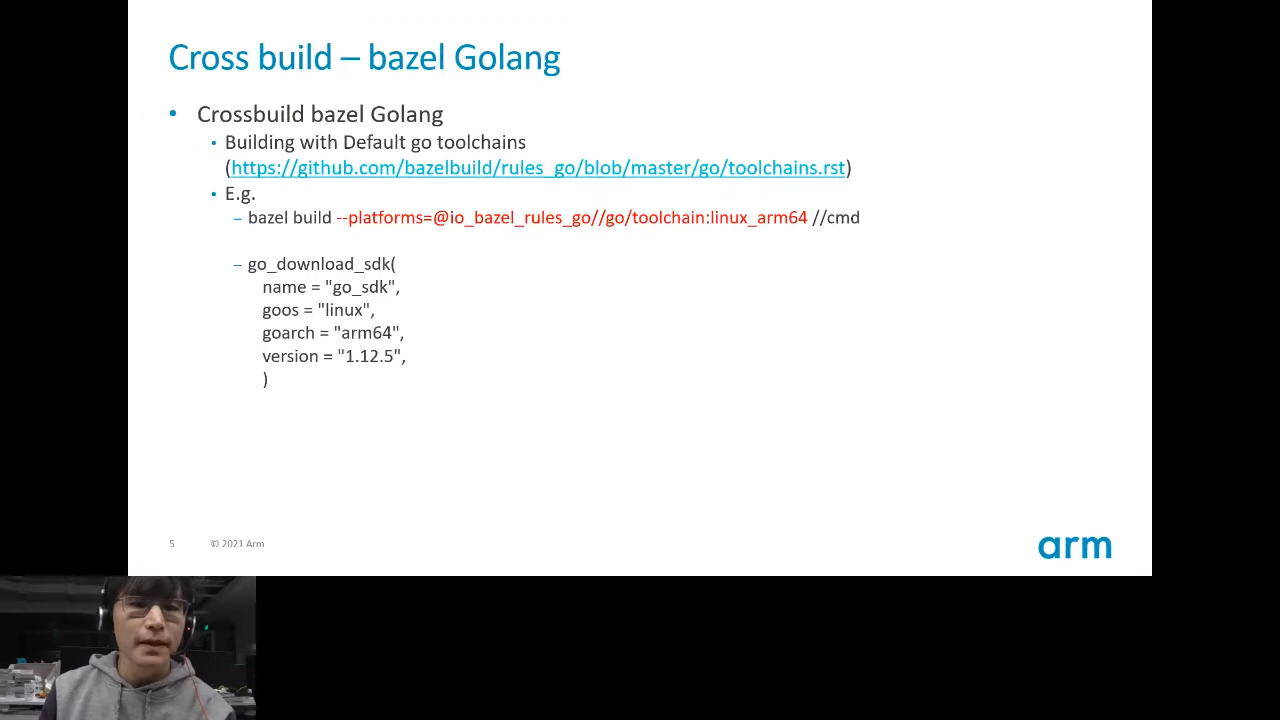 Cross build – bazel Golang
• Crossbuild bazel Golang
• Building with Default go toolchains
(https://github.com/bazelbuild/rules_go/blob/master/go/toolchains.rst)
• E.g.
– bazel build --platforms=@io_bazel_rules_go//go/toolchain:linux_arm64 //cmd
– go_download_sdk(
name = "go_sdk",
goos = "linux",
goarch = "arm64",
version = "1.12.5",
)
5 © 2021 Arm
arm